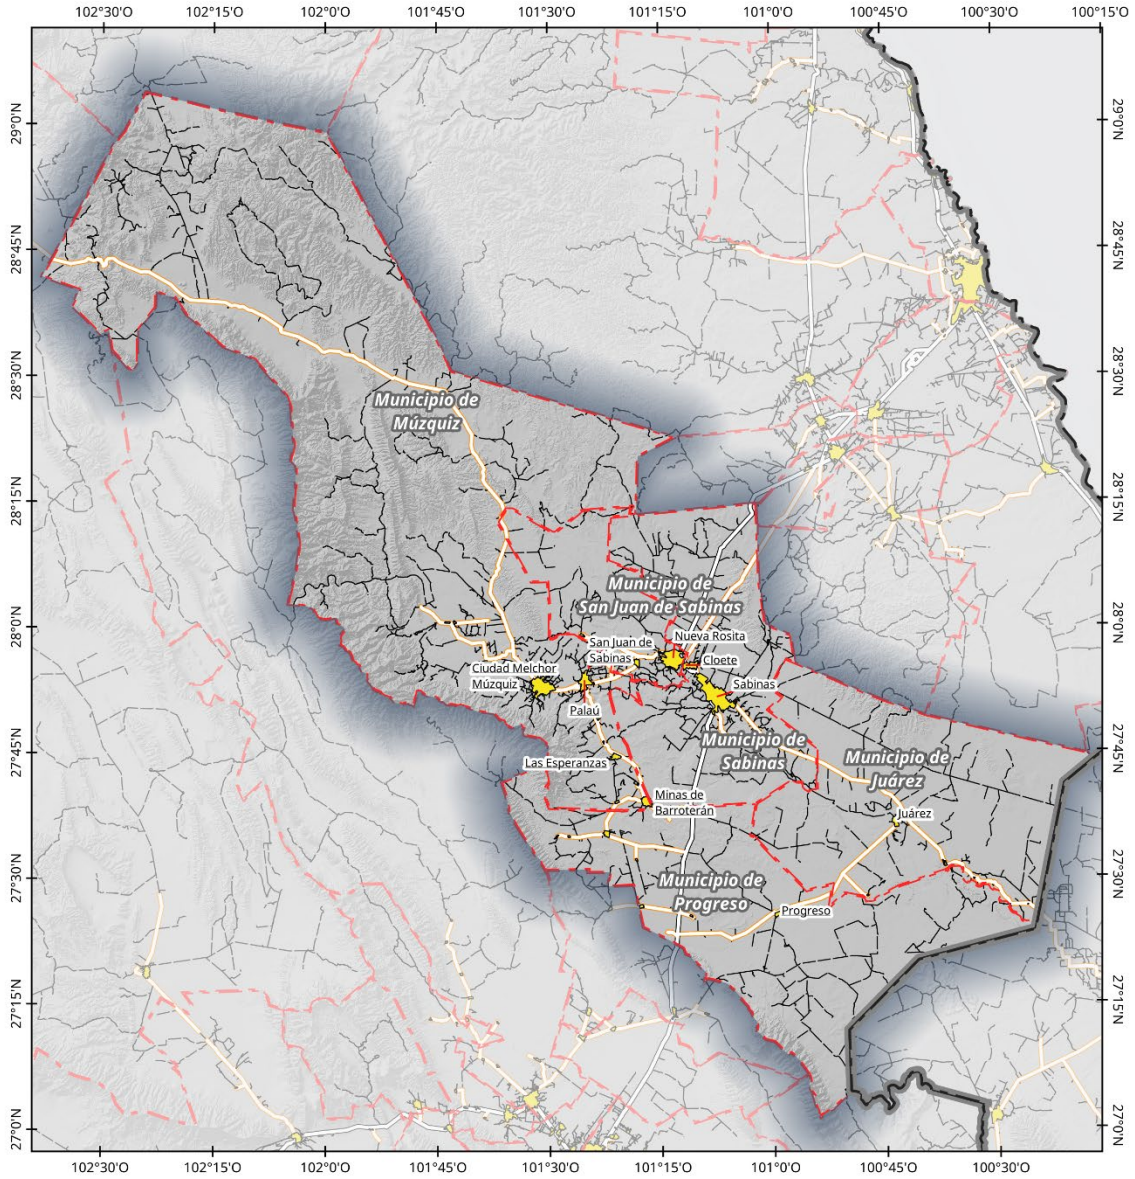 102°30'O
102°15'O
102°0'O
101°45'O
101°30'O
101°15'O
101°0'O
100°45'O
100°30'O
100°15'O
29°0'N
28°45'N
28°30'N
28°15'N
28°0'N
27°45'N
27°30'N
27°15'N
27°0'N
29°0'N
28°45'N
28°30'N
28°15'N
28°0'N
27°45'N
27°30'N
27°15'N
27°0'N
Municipio de
Múzquiz
Municipio de
San Juan de Sabinas
Nueva Rosita
San Juan de
Sabinas
Cloete
Ciudad Melchor
Múzquiz
Sabinas
Palaú
Municipio de
Sabinas
Municipio de
Juárez
Las Esperanzas
Minas de
Barroterán
Juárez
Municipio de
Progreso
Progreso
102°30'O
102°15'O
102°0'O
101°45'O
101°30'O
101°15'O
101°0'O
100°45'O
100°30'O